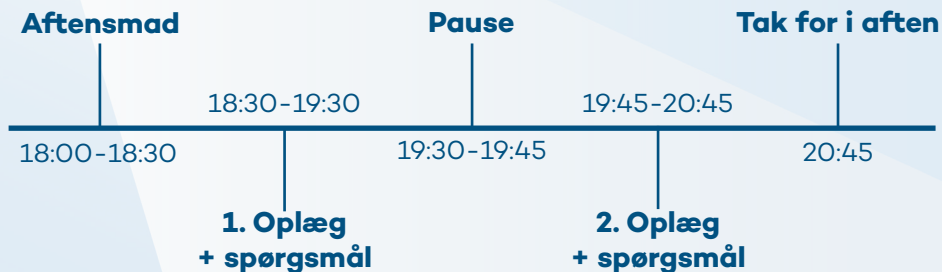 Aftensmad
Pause
Tak for i aften
18:30-19:30
19:45-20:45
18:00-18:30
19:30-19:45
20:45
1. Oplæg
+ spørgsmål
2. Oplæg
+ spørgsmål